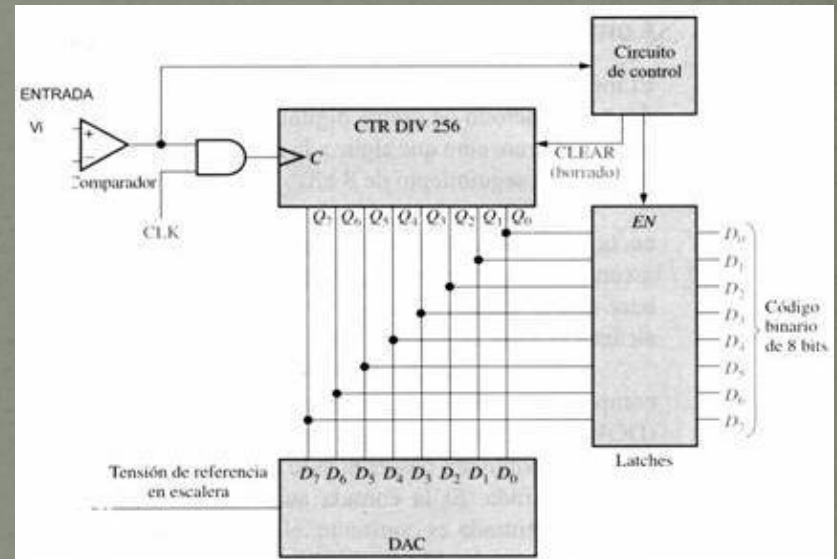 Circuito
de control
ENTRADA
Vi
+
−
Comparador
CLK
C
CTR DIV 256
CLEAR
(borrado)
Q7 Q6 Q5 Q4 Q3 Q2 Q1 Q0
EN
D0
D1
D2
D3
D4
D5
D6
D7
Código
binario
de 8 bits
Latches
Tensión de referencia
en escalera
D7 D6 D5 D4 D3 D2 D1 D0
DAC